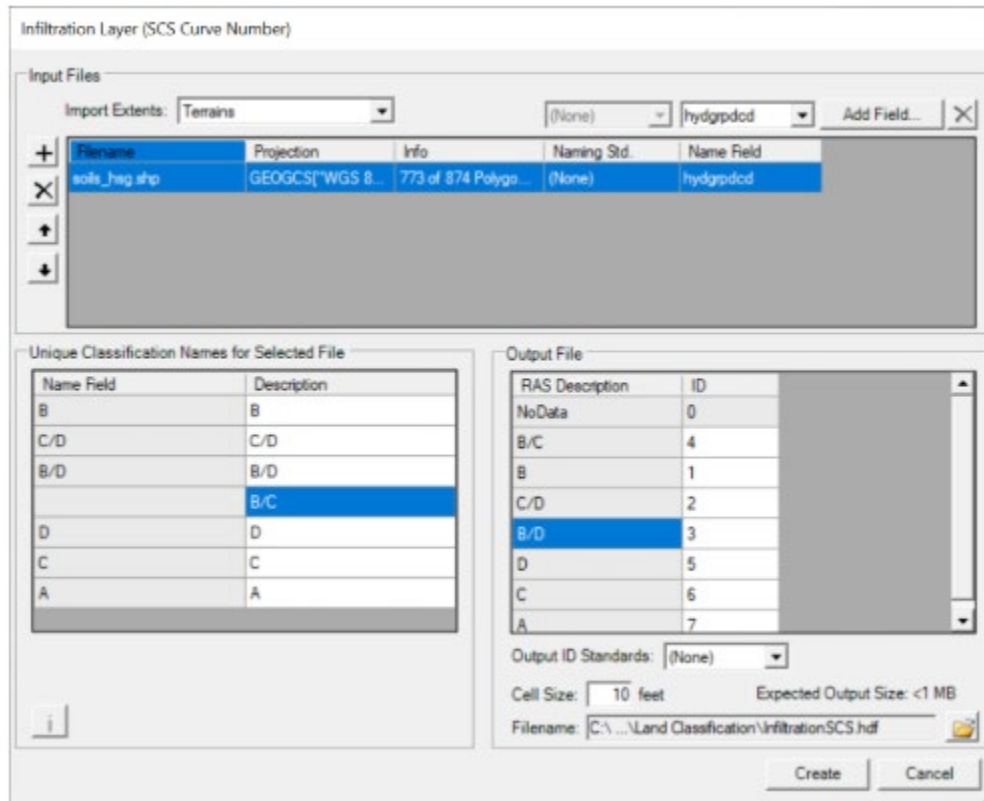 Infiltration Layer (SCS Curve Number)
Input Files
Import Extents: Terrains (None) hydgrpdcd Add Field...
Filename Projection Info Naming Std. Name Field
soils_hsg.shp GEOGCS["WGS 8... 773 of 874 Polygo... (None) hydgrpdcd
Unique Classification Names for Selected File
Name Field Description
B B
C/D C/D
B/D B/D
B/C
D D
C C
A A
Output File
RAS Description ID
NoData 0
B/C 4
B 1
C/D 2
B/D 3
D 5
C 6
A 7
Output ID Standards: (None)
Cell Size: 10 feet Expected Output Size: <1 MB
Filename: C:\ ...\Land Classification\InfiltrationSCS.hdf
i
Create Cancel